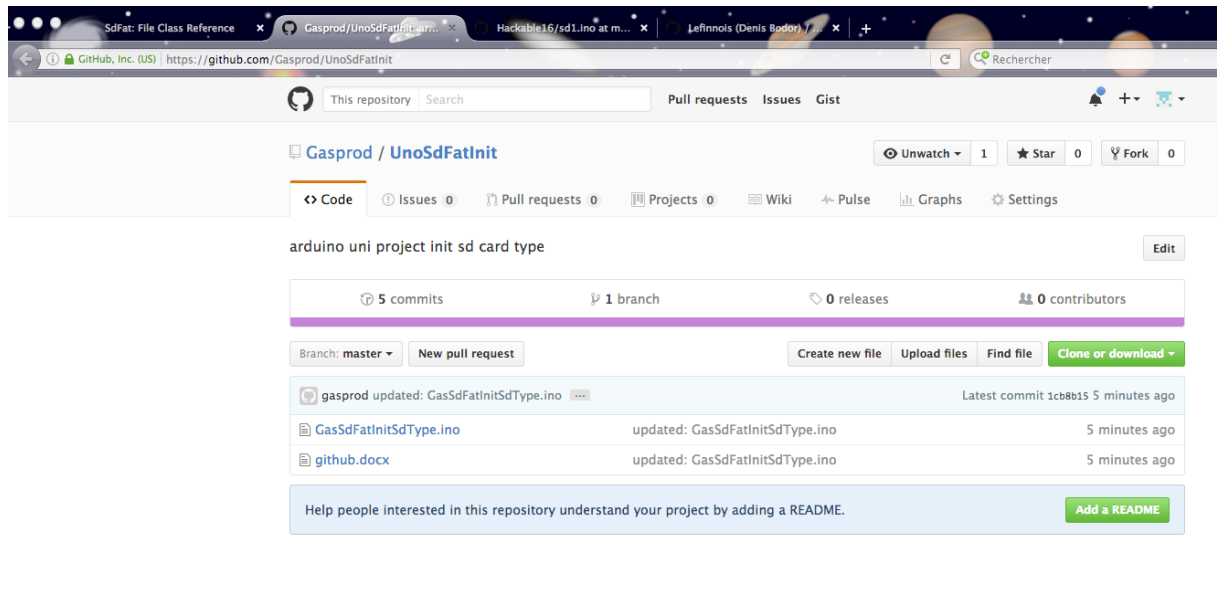 SdFat: File Class Reference × Gasprod/UnoSdFatInit: ar... × Hackable16/sd1.ino at m... × Lefinnois (Denis Bodor) / ... × +
GitHub, Inc. (US) https://github.com/Gasprod/UnoSdFatInit Rechercher
This repository Search Pull requests Issues Gist
Gasprod / UnoSdFatInit Unwatch 1 Star 0 Fork 0
Code Issues 0 Pull requests 0 Projects 0 Wiki Pulse Graphs Settings
arduino uni project init sd card type Edit
5 commits 1 branch 0 releases 0 contributors
Branch: master New pull request Create new file Upload files Find file Clone or download
gasprod updated: GasSdFatInitSdType.ino ... Latest commit 1cb8b15 5 minutes ago
GasSdFatInitSdType.ino updated: GasSdFatInitSdType.ino 5 minutes ago
github.docx updated: GasSdFatInitSdType.ino 5 minutes ago
Help people interested in this repository understand your project by adding a README. Add a README